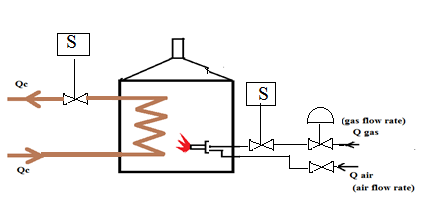 S
Qc
S
(gas flow rate)
Q gas
Qc
Q air
(air flow rate)